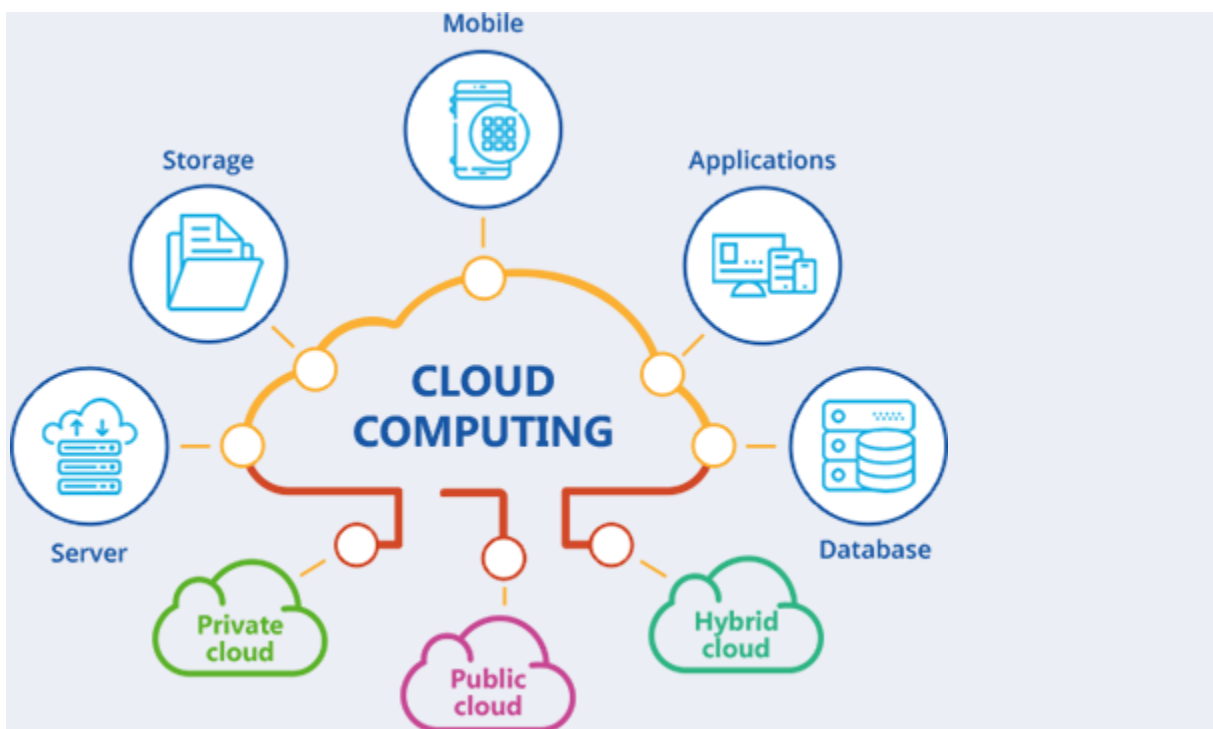 Mobile
Storage
Applications
CLOUD
COMPUTING
Server
Database
Private
cloud
Hybrid
cloud
Public
cloud